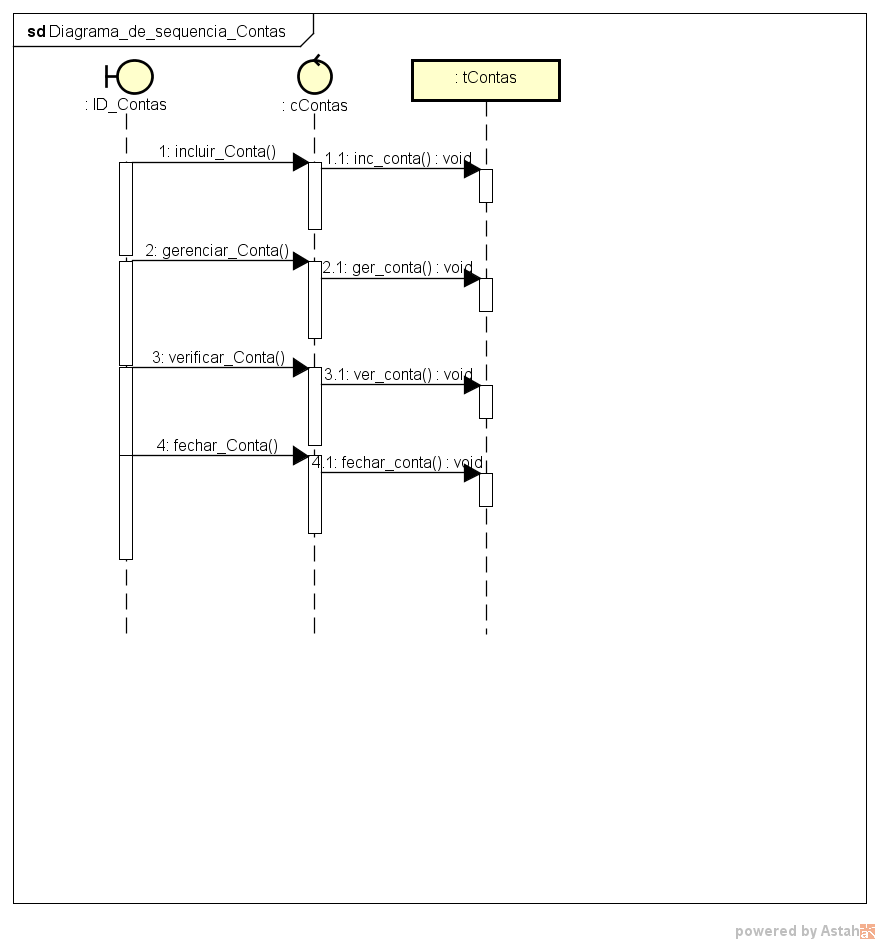 sd Diagrama_de_sequencia_Contas
: tContas
: ID_Contas
: cContas
1: incluir_Conta()
1.1: inc_conta() : void
2: gerenciar_Conta()
2.1: ger_conta() : void
3: verificar_Conta()
3.1: ver_conta() : void
4: fechar_Conta()
4.1: fechar_conta() : void
powered by Astah